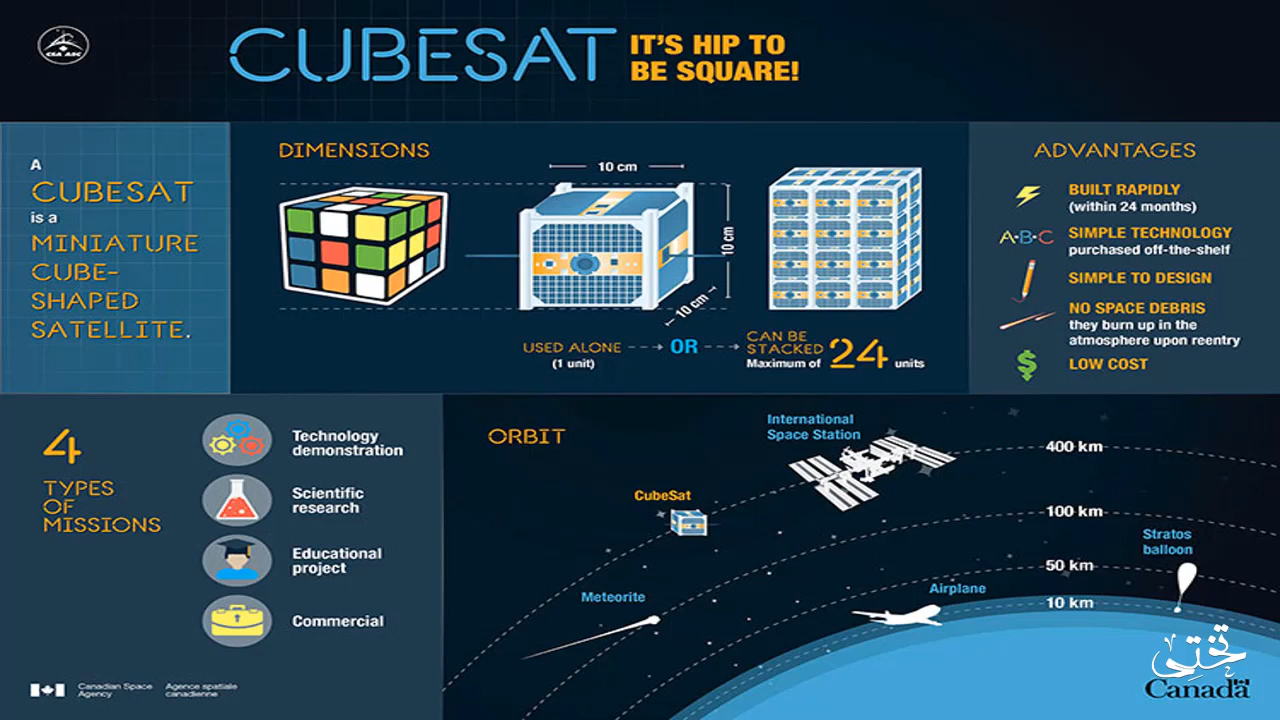 CSA ASC
CUBESAT
IT'S HIP TO
BE SQUARE!
A
CUBESAT
is a
MINIATURE
CUBE-
SHAPED
SATELLITE.
DIMENSIONS
10 cm
10 cm
10 cm
USED ALONE
(1 unit)
OR
CAN BE
STACKED
Maximum of 24 units
ADVANTAGES
BUILT RAPIDLY
(within 24 months)
A•B•C
SIMPLE TECHNOLOGY
purchased off-the-shelf
SIMPLE TO DESIGN
NO SPACE DEBRIS
they burn up in the
atmosphere upon reentry
$
LOW COST
4
TYPES
OF
MISSIONS
Technology
demonstration
Scientific
research
Educational
project
Commercial
Canadian Space
Agency
Agence spatiale
canadienne
ORBIT
International
Space Station
400 km
CubeSat
100 km
Stratos
balloon
50 km
Meteorite
Airplane
10 km
تختی
Canada